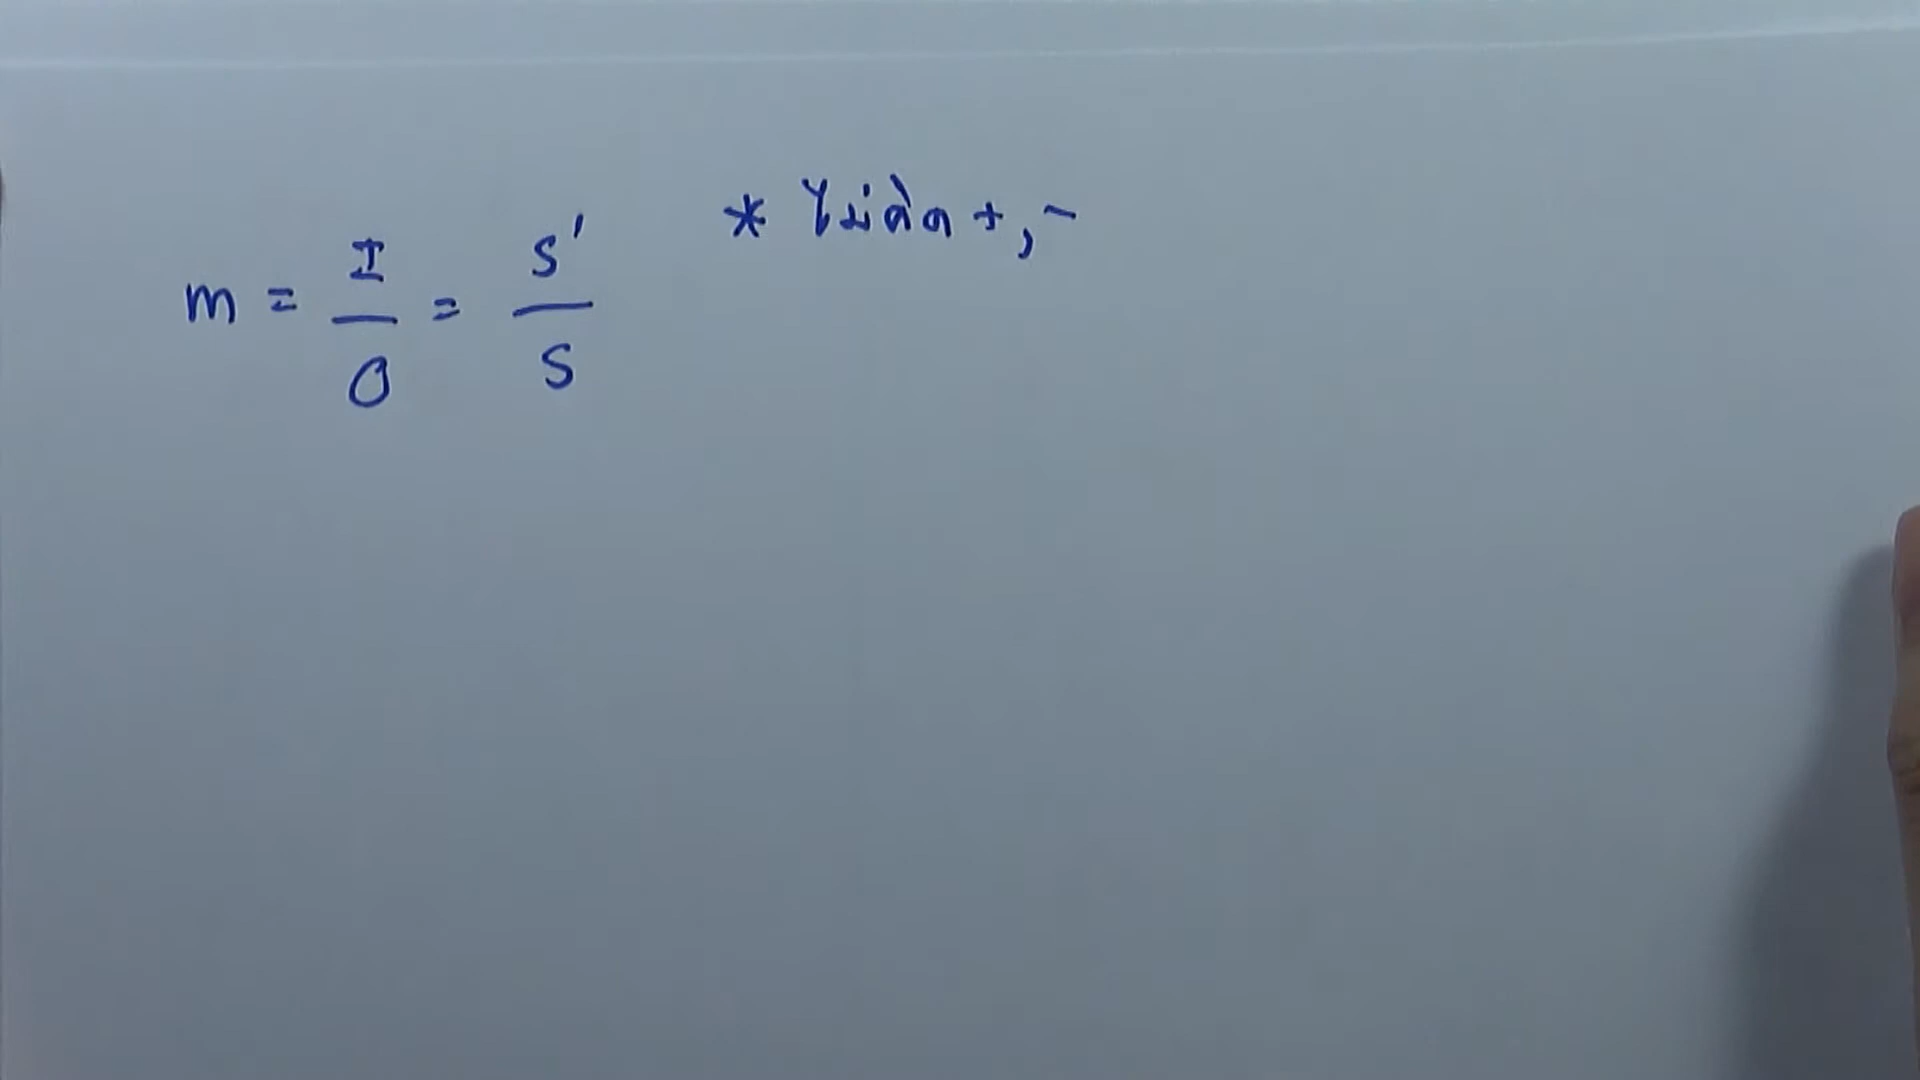 m = I/O = s'/s * ไม่คิด +, -